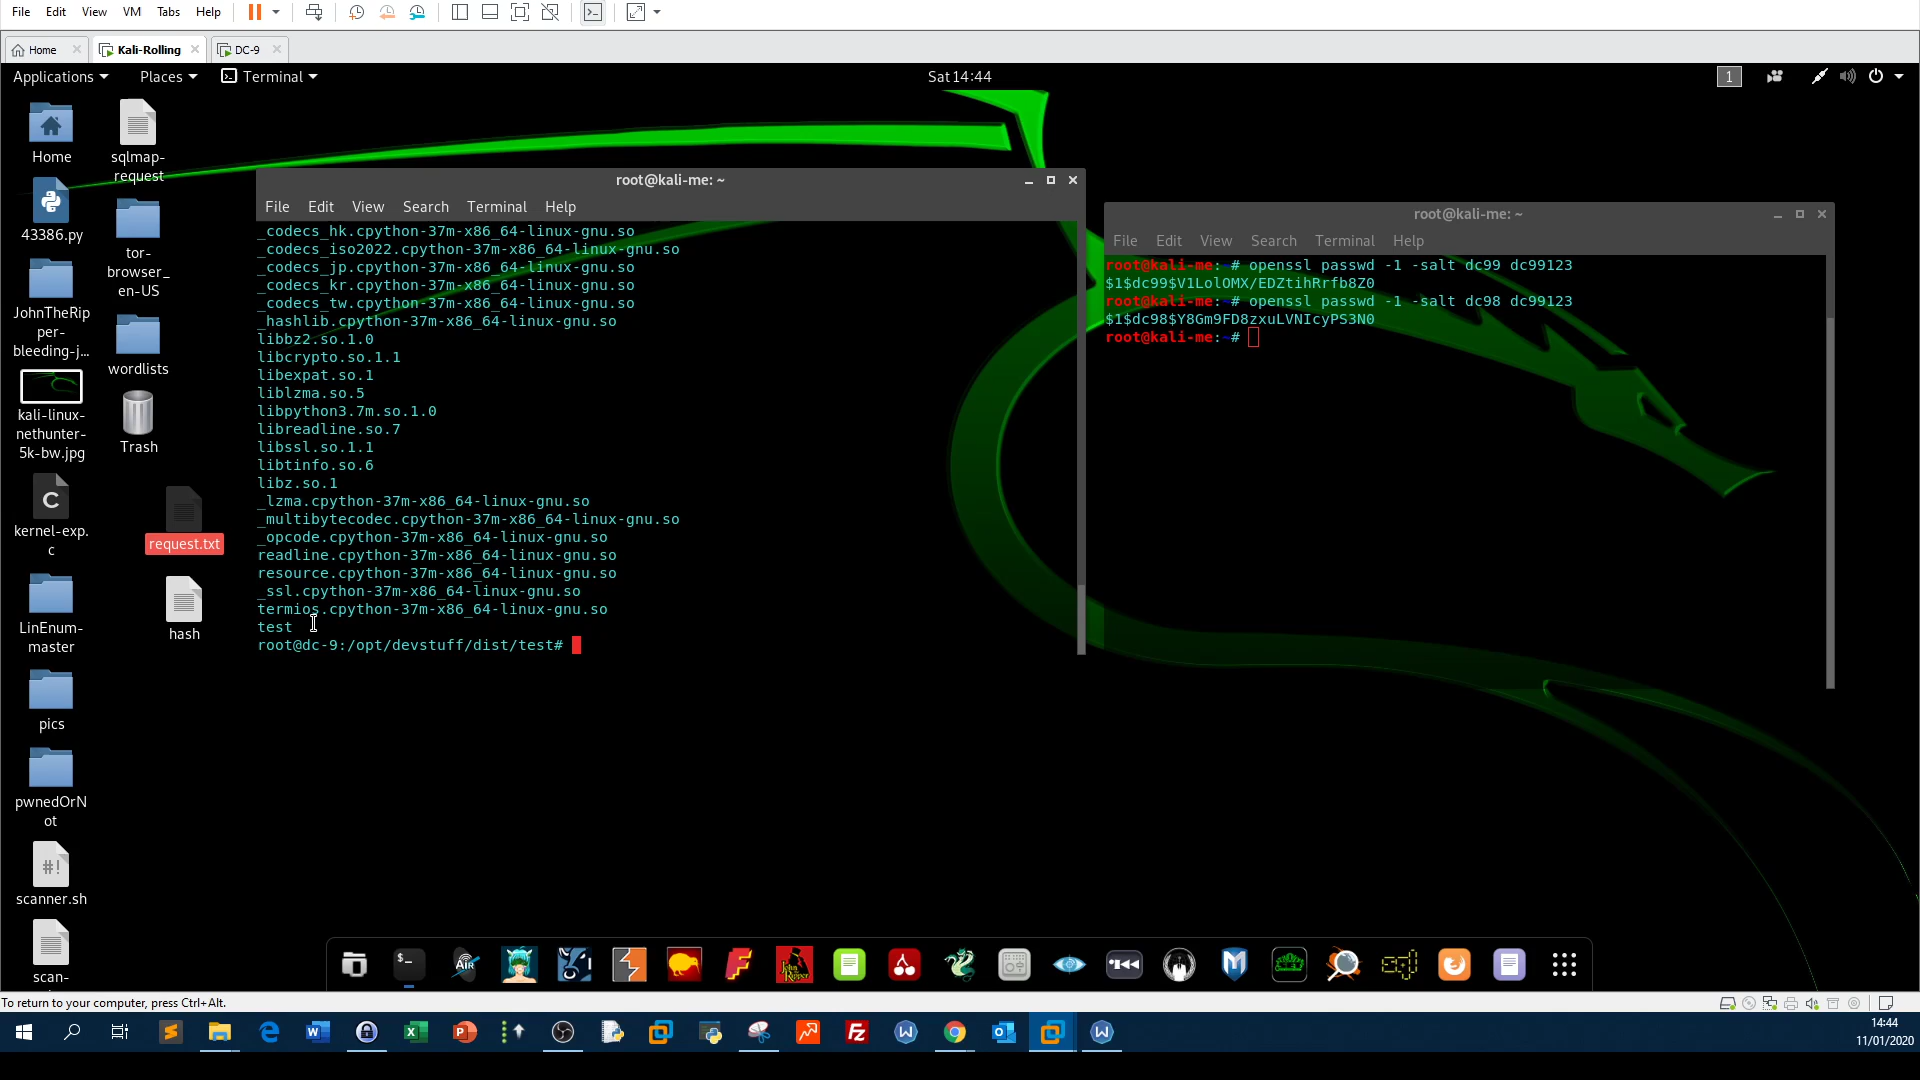 File Edit View VM Tabs Help
Home
Kali-Rolling
DC-9
Applications Places Terminal
Sat 14:44
1
Home
43386.py
JohnTheRip
per-
bleeding-j...
kali-linux-
nethunter-
5k-bw.jpg
kernel-exp.
c
LinEnum-
master
pics
pwnedOrN
ot
scanner.sh
scan-
sqlmap-
request
tor-
browser_
en-US
wordlists
Trash
request.txt
hash
root@kali-me: ~
File Edit View Search Terminal Help
_codecs_hk.cpython-37m-x86_64-linux-gnu.so
_codecs_iso2022.cpython-37m-x86_64-linux-gnu.so
_codecs_jp.cpython-37m-x86_64-linux-gnu.so
_codecs_kr.cpython-37m-x86_64-linux-gnu.so
_codecs_tw.cpython-37m-x86_64-linux-gnu.so
_hashlib.cpython-37m-x86_64-linux-gnu.so
libbz2.so.1.0
libcrypto.so.1.1
libexpat.so.1
liblzma.so.5
libpython3.7m.so.1.0
libreadline.so.7
libssl.so.1.1
libtinfo.so.6
libz.so.1
_lzma.cpython-37m-x86_64-linux-gnu.so
_multibytecodec.cpython-37m-x86_64-linux-gnu.so
_opcode.cpython-37m-x86_64-linux-gnu.so
readline.cpython-37m-x86_64-linux-gnu.so
resource.cpython-37m-x86_64-linux-gnu.so
_ssl.cpython-37m-x86_64-linux-gnu.so
termios.cpython-37m-x86_64-linux-gnu.so
test
root@dc-9:/opt/devstuff/dist/test#
root@kali-me: ~
File Edit View Search Terminal Help
root@kali-me:~# openssl passwd -1 -salt dc99 dc99123
$1$dc99$V1LolOMX/EDZtihRrfb8Z0
root@kali-me:~# openssl passwd -1 -salt dc98 dc99123
$1$dc98$Y8Gm9FD8zxuLVNIcyPS3N0
root@kali-me:~#
To return to your computer, press Ctrl+Alt.
14:44
11/01/2020